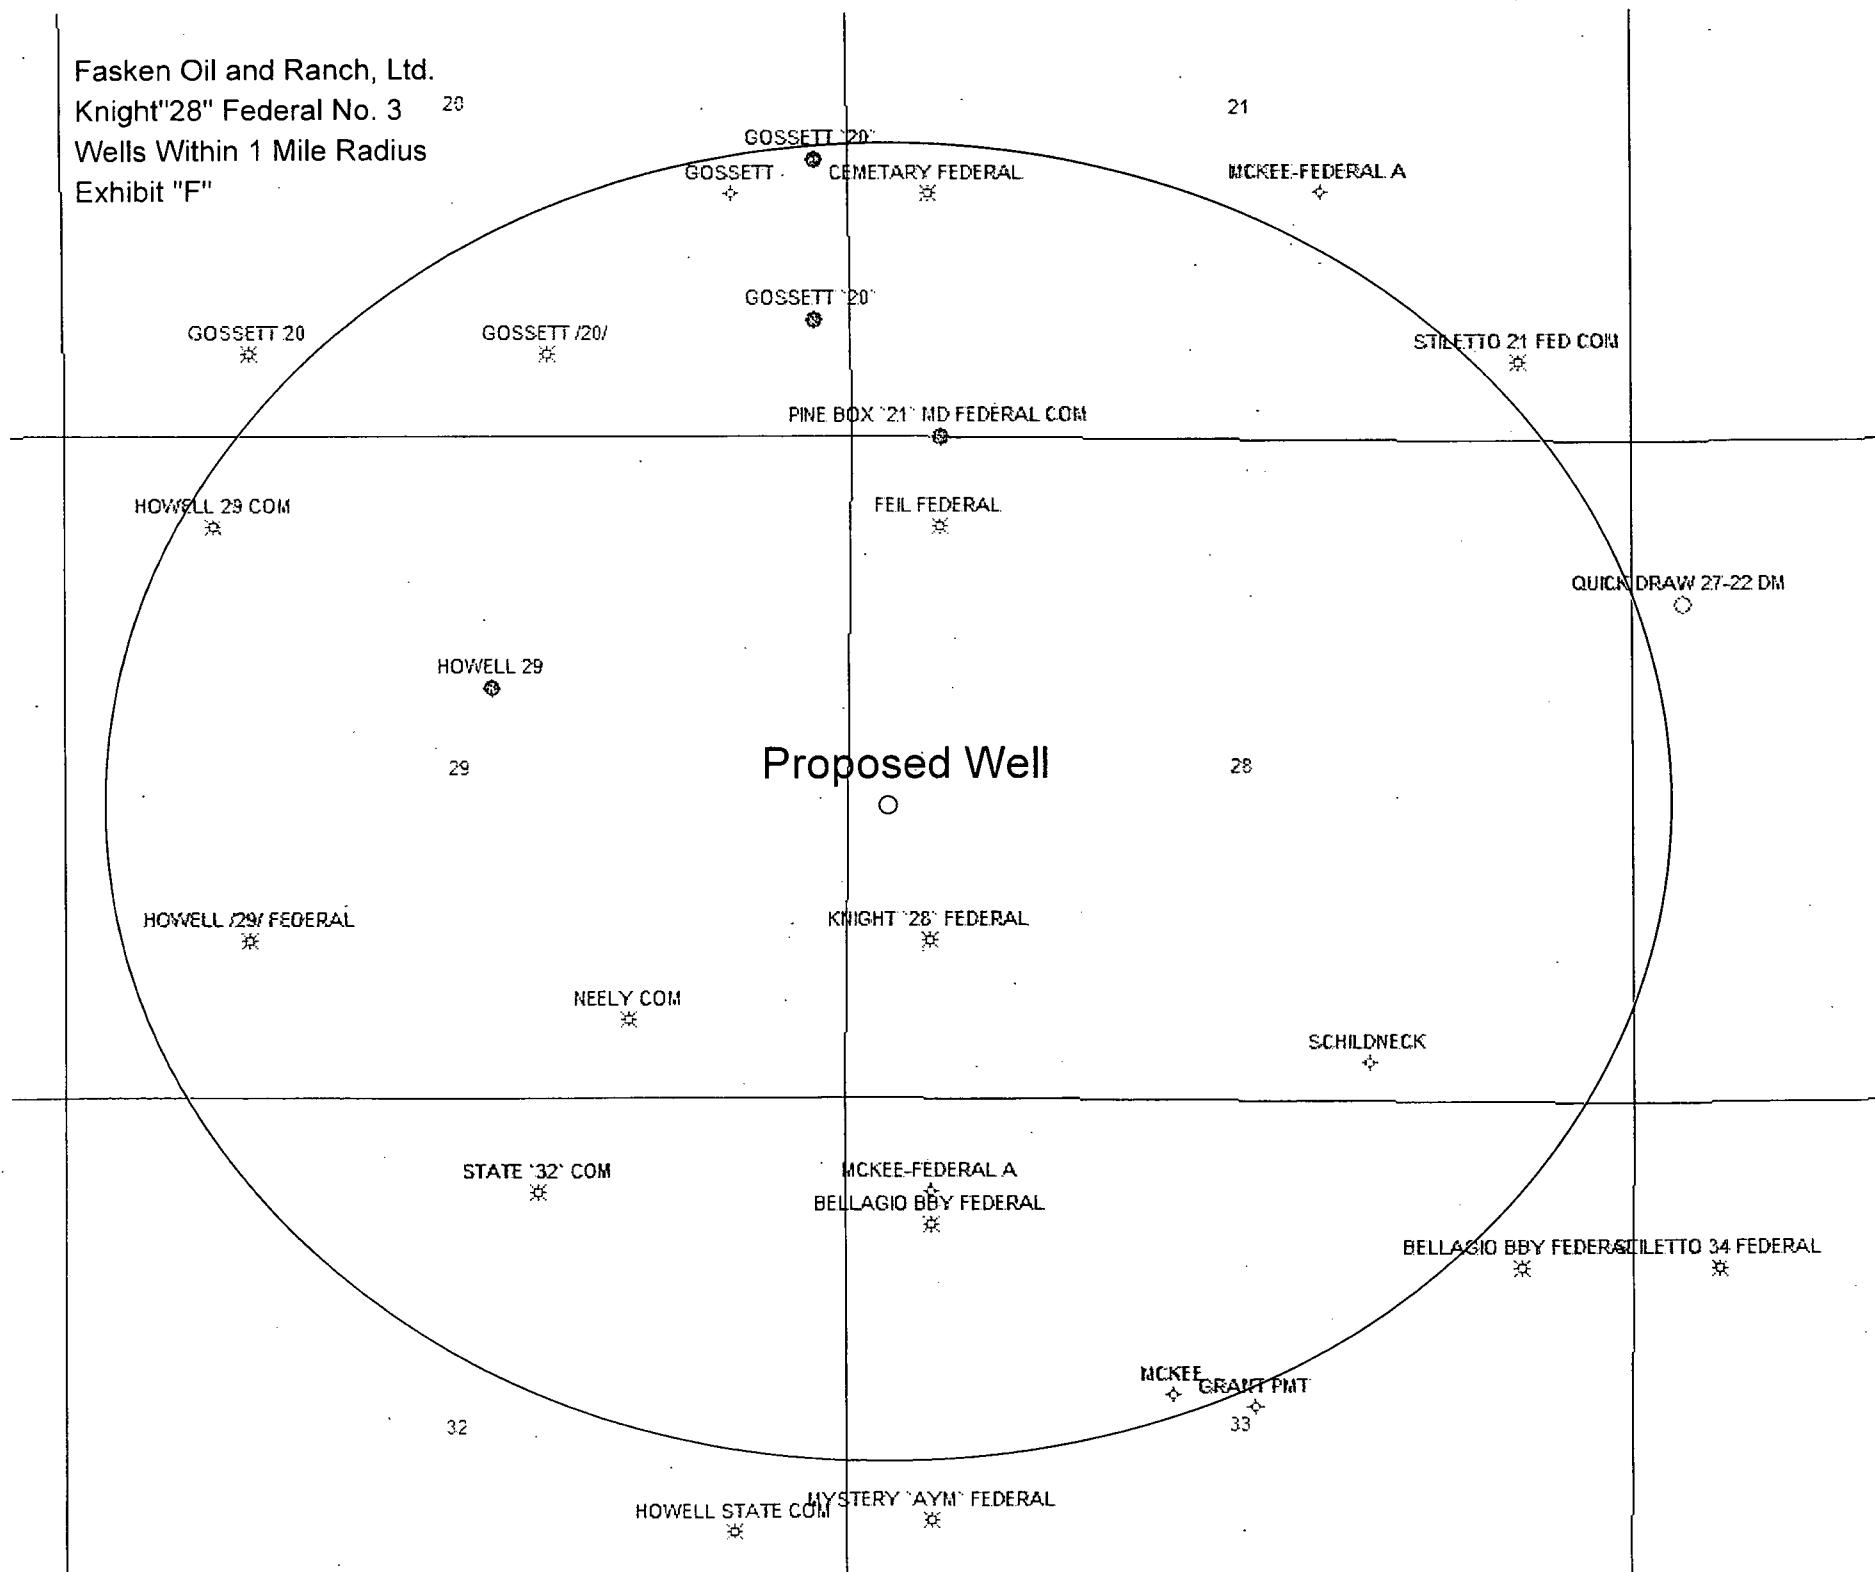 Fasken Oil and Ranch, Ltd.
Knight"28" Federal No. 3
Wells Within 1 Mile Radius
Exhibit "F"
20
21
GOSSETT `20`
GOSSETT
CEMETARY FEDERAL
MCKEE-FEDERAL A
GOSSETT `20`
GOSSETT 20
GOSSETT /20/
STILETTO 21 FED COM
PINE BOX `21` MD FEDERAL COM
HOWELL 29 COM
FEIL FEDERAL
QUICK DRAW 27-22 DM
HOWELL 29
29
Proposed Well
28
HOWELL /29/ FEDERAL
KNIGHT `28` FEDERAL
NEELY COM
SCHILDNECK
STATE `32` COM
MCKEE-FEDERAL A
BELLAGIO BBY FEDERAL
BELLAGIO BBY FEDERAL
STILETTO 34 FEDERAL
MCKEE
GRANT PMT
32
33
HOWELL STATE COM
MYSTERY `AYM` FEDERAL